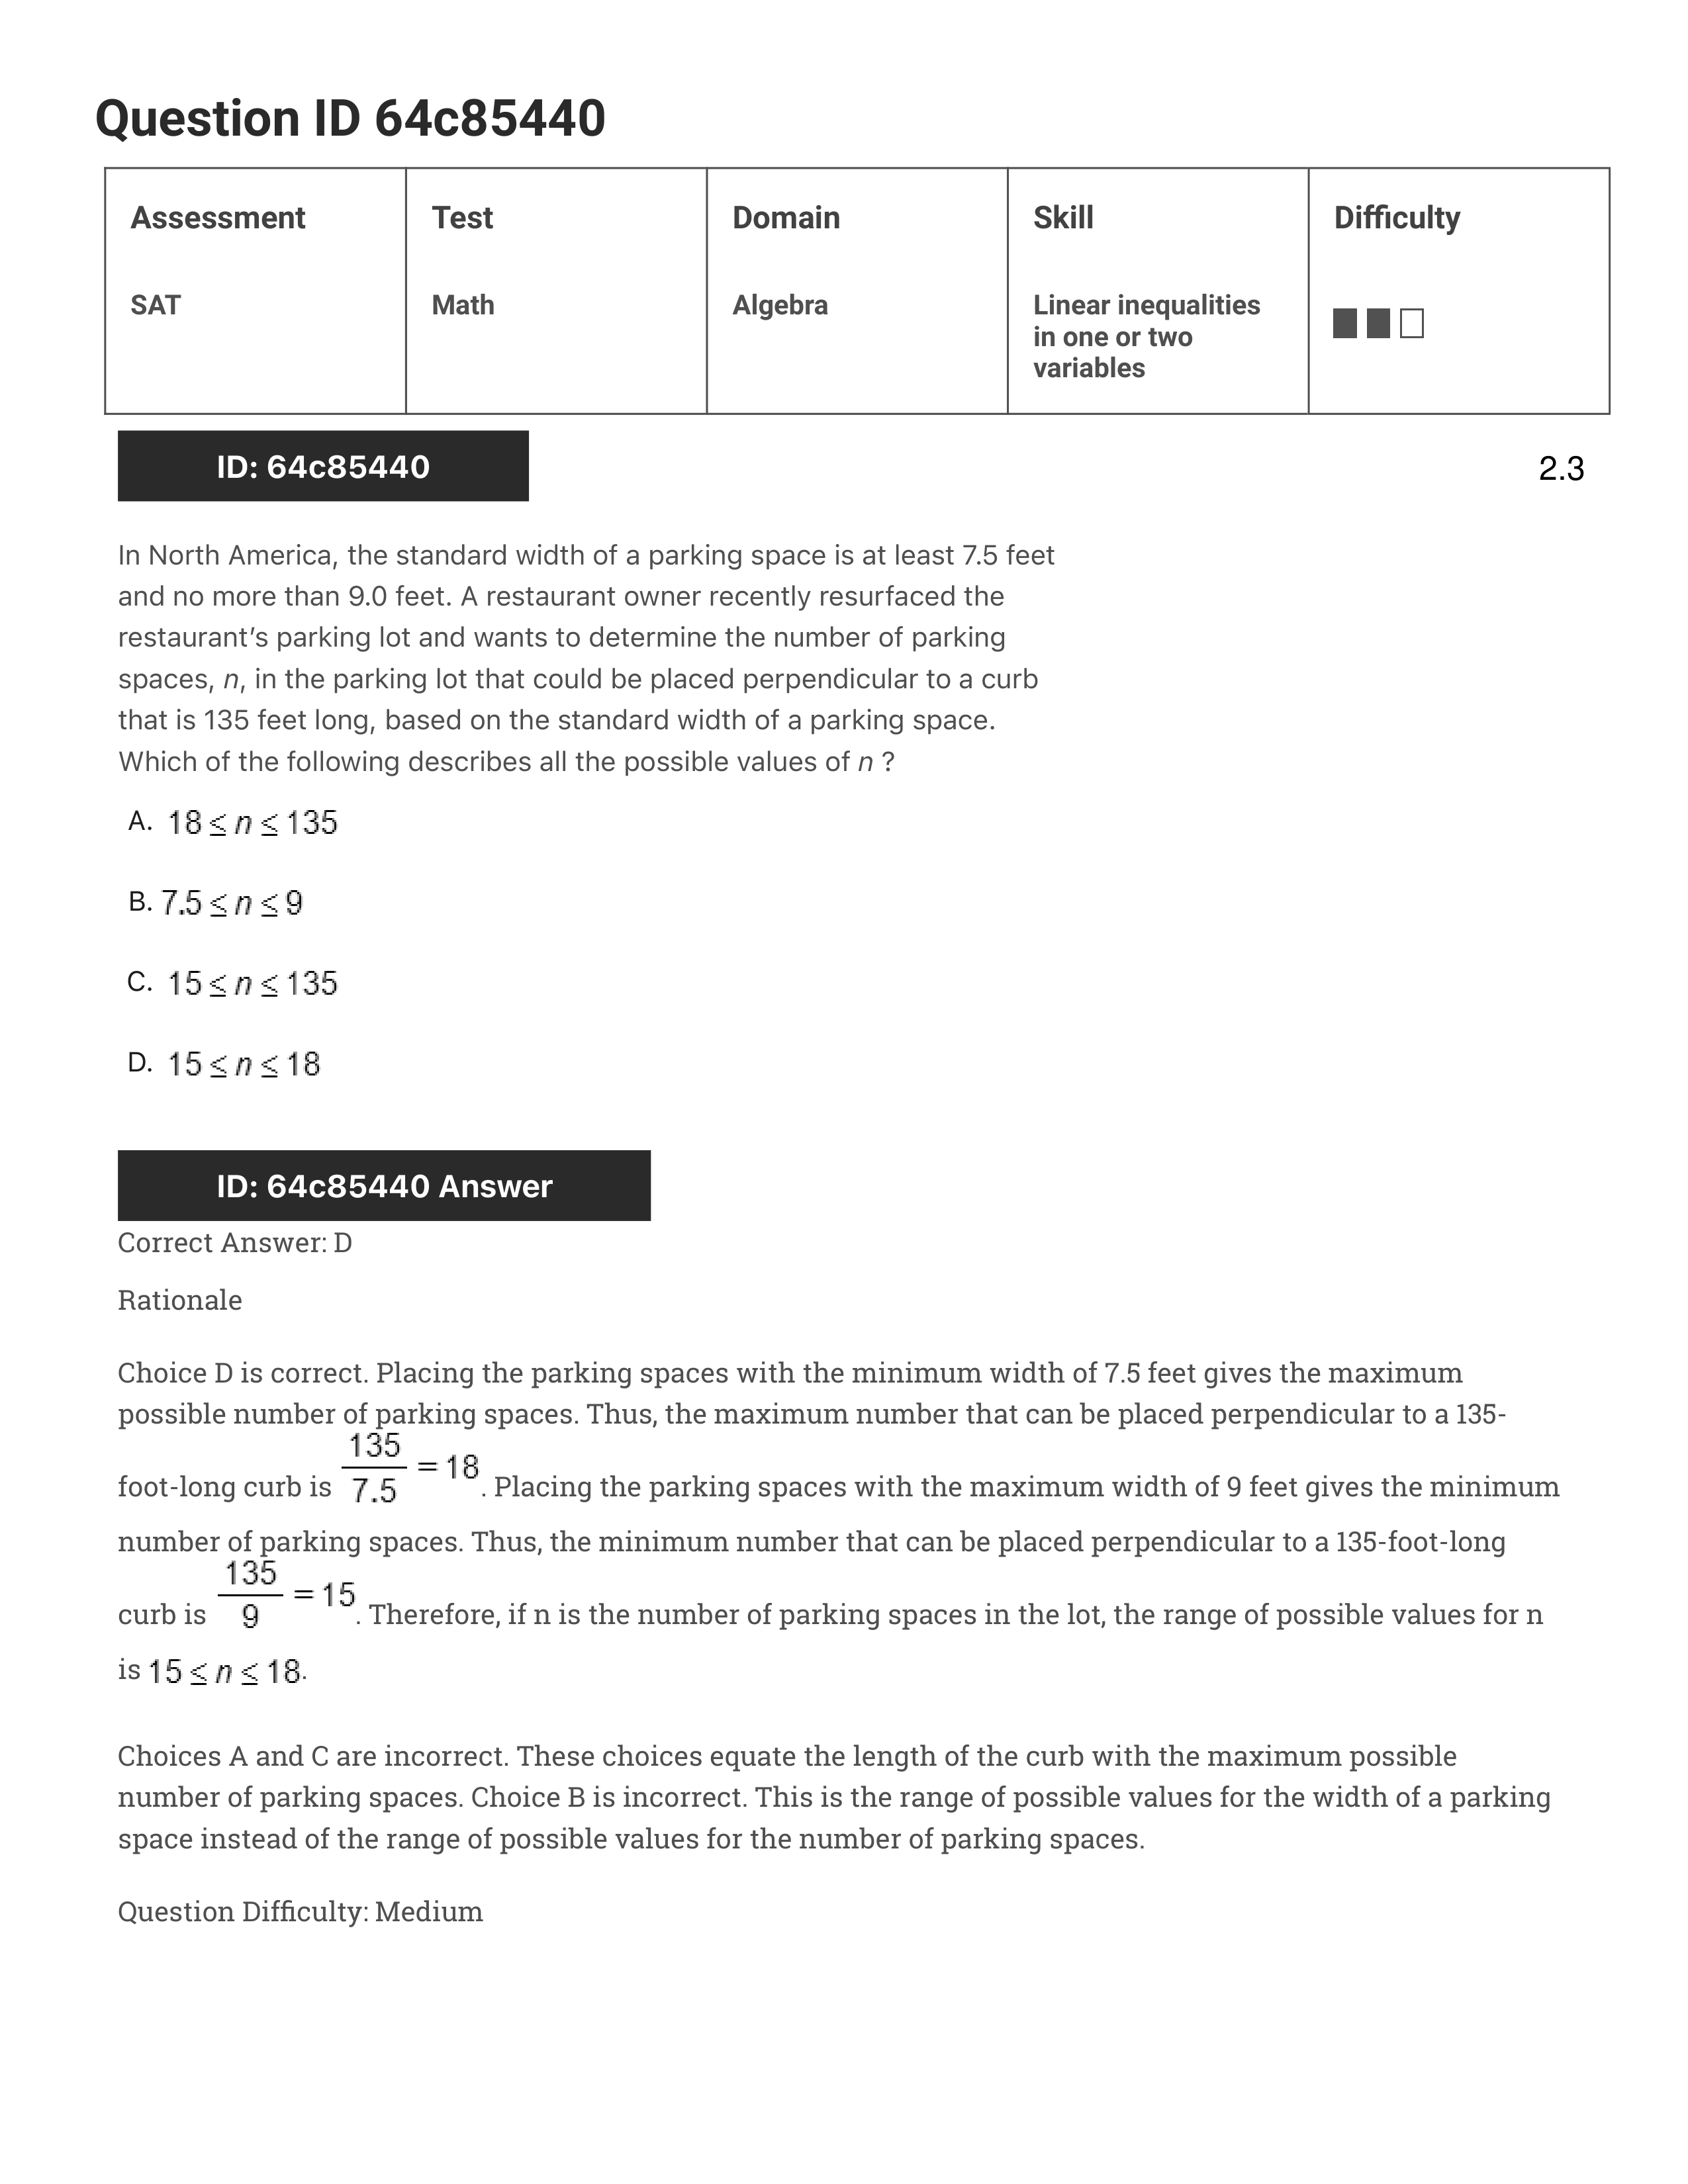 Question ID 64c85440
Assessment
Test
Domain
Skill
Difficulty
SAT
Math
Algebra
Linear inequalities
in one or two
variables
ID: 64c85440
2.3
In North America, the standard width of a parking space is at least 7.5 feet
and no more than 9.0 feet. A restaurant owner recently resurfaced the
restaurant’s parking lot and wants to determine the number of parking
spaces, n, in the parking lot that could be placed perpendicular to a curb
that is 135 feet long, based on the standard width of a parking space.
Which of the following describes all the possible values of n ?
A. 18 ≤ n ≤ 135
B. 7.5 ≤ n ≤ 9
C. 15 ≤ n ≤ 135
D. 15 ≤ n ≤ 18
ID: 64c85440 Answer
Correct Answer: D
Rationale
Choice D is correct. Placing the parking spaces with the minimum width of 7.5 feet gives the maximum
possible number of parking spaces. Thus, the maximum number that can be placed perpendicular to a 135-
foot-long curb is 135/7.5 = 18. Placing the parking spaces with the maximum width of 9 feet gives the minimum
number of parking spaces. Thus, the minimum number that can be placed perpendicular to a 135-foot-long
curb is 135/9 = 15. Therefore, if n is the number of parking spaces in the lot, the range of possible values for n
is 15 ≤ n ≤ 18.
Choices A and C are incorrect. These choices equate the length of the curb with the maximum possible
number of parking spaces. Choice B is incorrect. This is the range of possible values for the width of a parking
space instead of the range of possible values for the number of parking spaces.
Question Difficulty: Medium